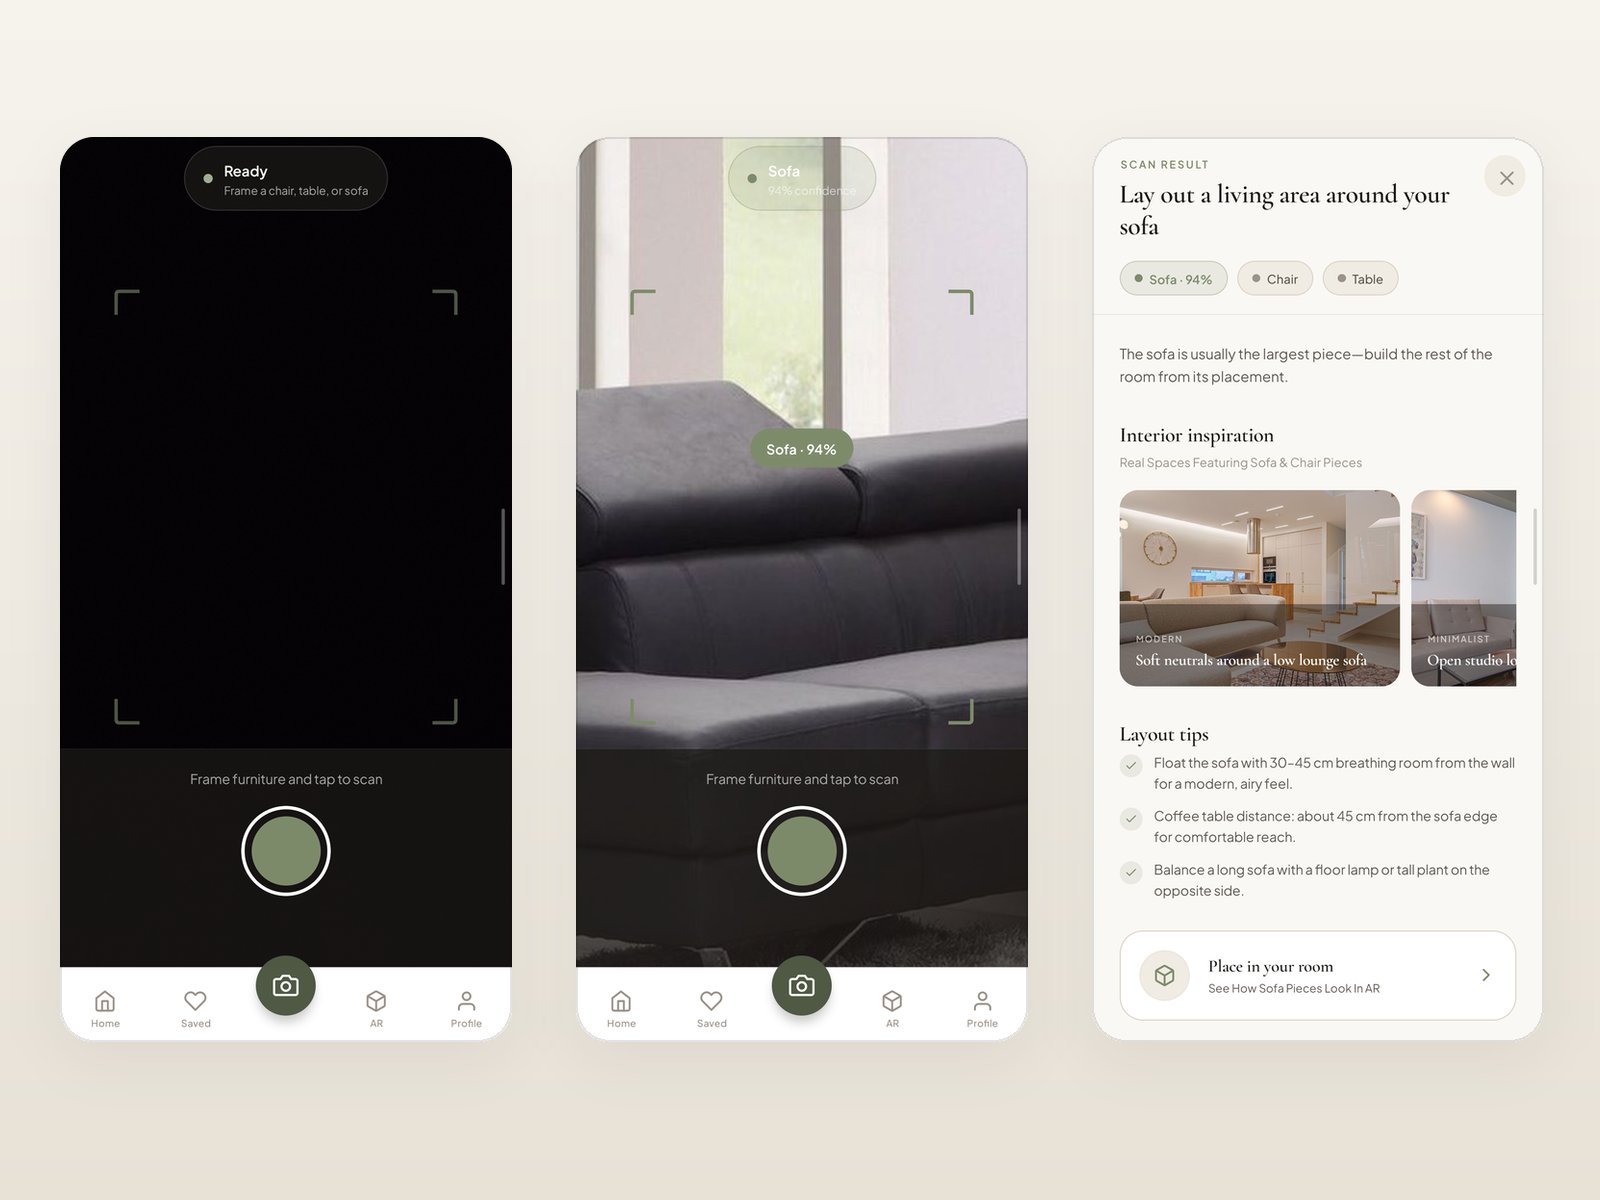 Ready
Frame a chair, table, or sofa
Frame furniture and tap to scan
Home
Saved
AR
Profile
Sofa
94% confidence
Sofa · 94%
Frame furniture and tap to scan
Home
Saved
AR
Profile
SCAN RESULT
Lay out a living area around your
sofa
Sofa · 94%
Chair
Table
The sofa is usually the largest piece—build the rest of the
room from its placement.
Interior inspiration
Real Spaces Featuring Sofa & Chair Pieces
MODERN
Soft neutrals around a low lounge sofa
MINIMALIST
Open studio lo
Layout tips
Float the sofa with 30–45 cm breathing room from the wall
for a modern, airy feel.
Coffee table distance: about 45 cm from the sofa edge
for comfortable reach.
Balance a long sofa with a floor lamp or tall plant on the
opposite side.
Place in your room
See How Sofa Pieces Look In AR